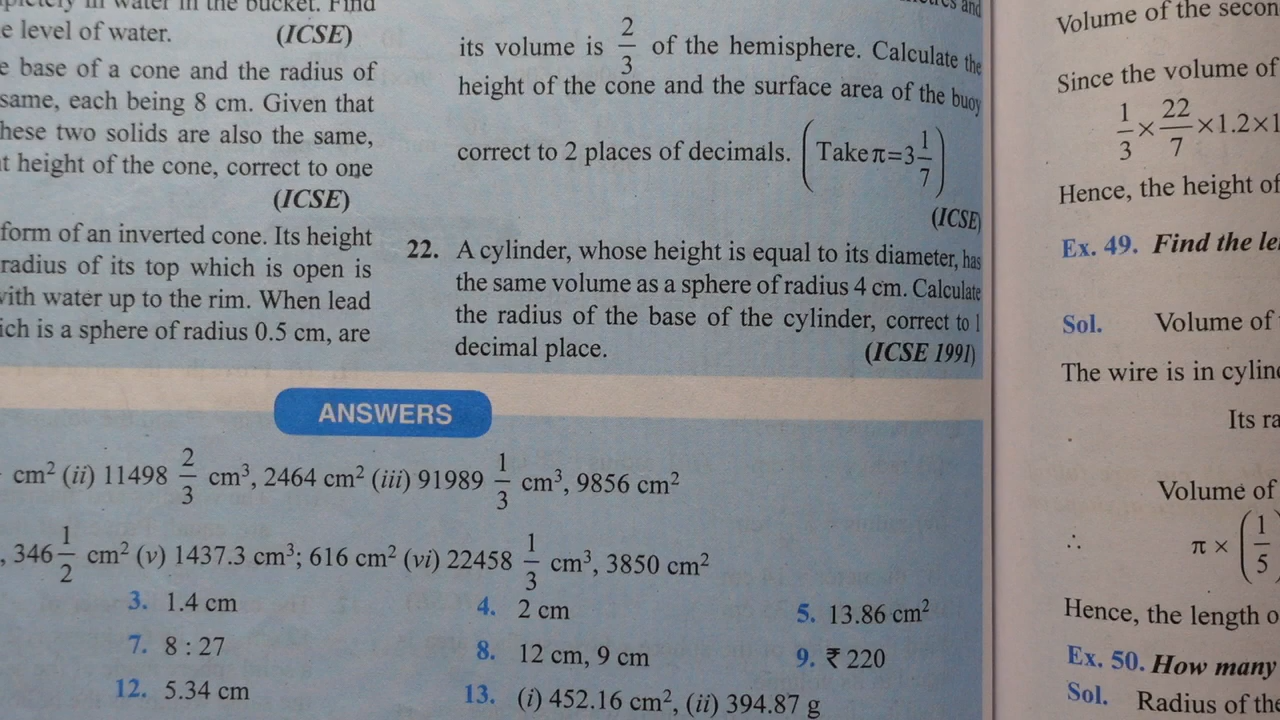 in water in the bucket. Find
e level of water. (ICSE)
e base of a cone and the radius of
same, each being 8 cm. Given that
hese two solids are also the same,
t height of the cone, correct to one
(ICSE)
form of an inverted cone. Its height
radius of its top which is open is
with water up to the rim. When lead
ich is a sphere of radius 0.5 cm, are
and
its volume is 2/3 of the hemisphere. Calculate the
height of the cone and the surface area of the buoy
correct to 2 places of decimals. (Take π=3 1/7)
(ICSE)
22. A cylinder, whose height is equal to its diameter, has
the same volume as a sphere of radius 4 cm. Calculate
the radius of the base of the cylinder, correct to 1
decimal place. (ICSE 1991)
ANSWERS
cm² (ii) 11498 2/3 cm³, 2464 cm² (iii) 91989 1/3 cm³, 9856 cm²
, 346 1/2 cm² (v) 1437.3 cm³; 616 cm² (vi) 22458 1/3 cm³, 3850 cm²
3. 1.4 cm 4. 2 cm 5. 13.86 cm²
7. 8 : 27 8. 12 cm, 9 cm 9. ₹ 220
12. 5.34 cm 13. (i) 452.16 cm², (ii) 394.87 g
Volume of the secon
Since the volume of
1/3 × 22/7 ×1.2×1
Hence, the height of
Ex. 49. Find the le
Sol. Volume of
The wire is in cylin
Its ra
Volume of
∴ π × (1/5
Hence, the length o
Ex. 50. How many
Sol. Radius of the